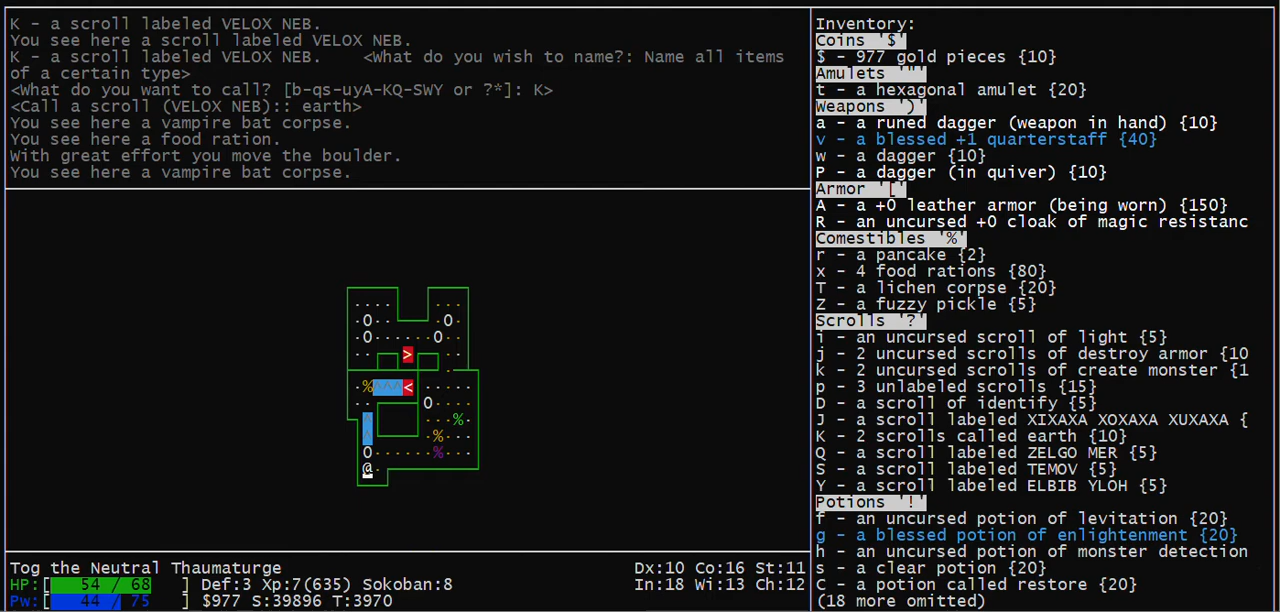 K - a scroll labeled VELOX NEB.
You see here a scroll labeled VELOX NEB.
K - a scroll labeled VELOX NEB.    <What do you wish to name?: Name all items
of a certain type>
<What do you want to call? [b-qs-uyA-KQ-SWY or ?*]: K>
<Call a scroll (VELOX NEB):: earth>
You see here a vampire bat corpse.
You see here a food ration.
With great effort you move the boulder.
You see here a vampire bat corpse.
Inventory:
Coins '$'
$ - 977 gold pieces {10}
Amulets '"'
t - a hexagonal amulet {20}
Weapons ')'
a - a runed dagger (weapon in hand) {10}
v - a blessed +1 quarterstaff {40}
w - a dagger {10}
P - a dagger (in quiver) {10}
Armor '['
A - a +0 leather armor (being worn) {150}
R - an uncursed +0 cloak of magic resistanc
Comestibles '%'
r - a pancake {2}
x - 4 food rations {80}
T - a lichen corpse {20}
Z - a fuzzy pickle {5}
Scrolls '?'
i - an uncursed scroll of light {5}
j - 2 uncursed scrolls of destroy armor {10
k - 2 uncursed scrolls of create monster {1
p - 3 unlabeled scrolls {15}
D - a scroll of identify {5}
J - a scroll labeled XIXAXA XOXAXA XUXAXA {
K - 2 scrolls called earth {10}
Q - a scroll labeled ZELGO MER {5}
S - a scroll labeled TEMOV {5}
Y - a scroll labeled ELBIB YLOH {5}
Potions '!'
f - an uncursed potion of levitation {20}
g - a blessed potion of enlightenment {20}
h - an uncursed potion of monster detection
s - a clear potion {20}
C - a potion called restore {20}
(18 more omitted)
Tog the Neutral Thaumaturge
Dx:10 Co:16 St:11
HP:[ 54 / 68 ] Def:3 Xp:7(635) Sokoban:8
In:18 Wi:13 Ch:12
Pw:[ 44 / 75 ] $977 S:39896 T:3970